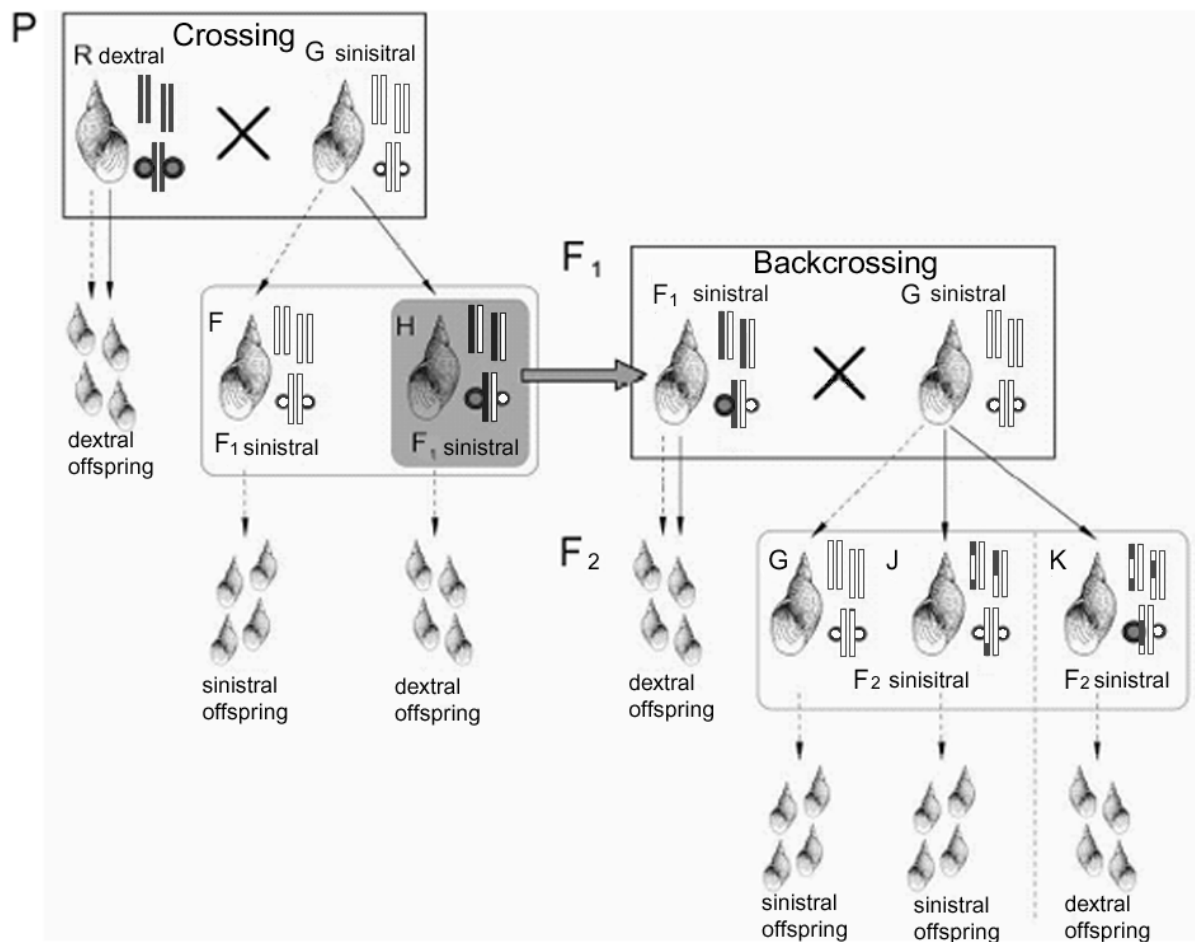 P
Crossing
R dextral
G sinisitral
dextral
offspring
F
F1 sinistral
H
F1 sinistral
sinistral
offspring
dextral
offspring
F1
Backcrossing
F1 sinistral
G sinistral
F2
dextral
offspring
G
J
K
F2 sinisitral
F2 sinistral
sinistral
offspring
sinistral
offspring
dextral
offspring